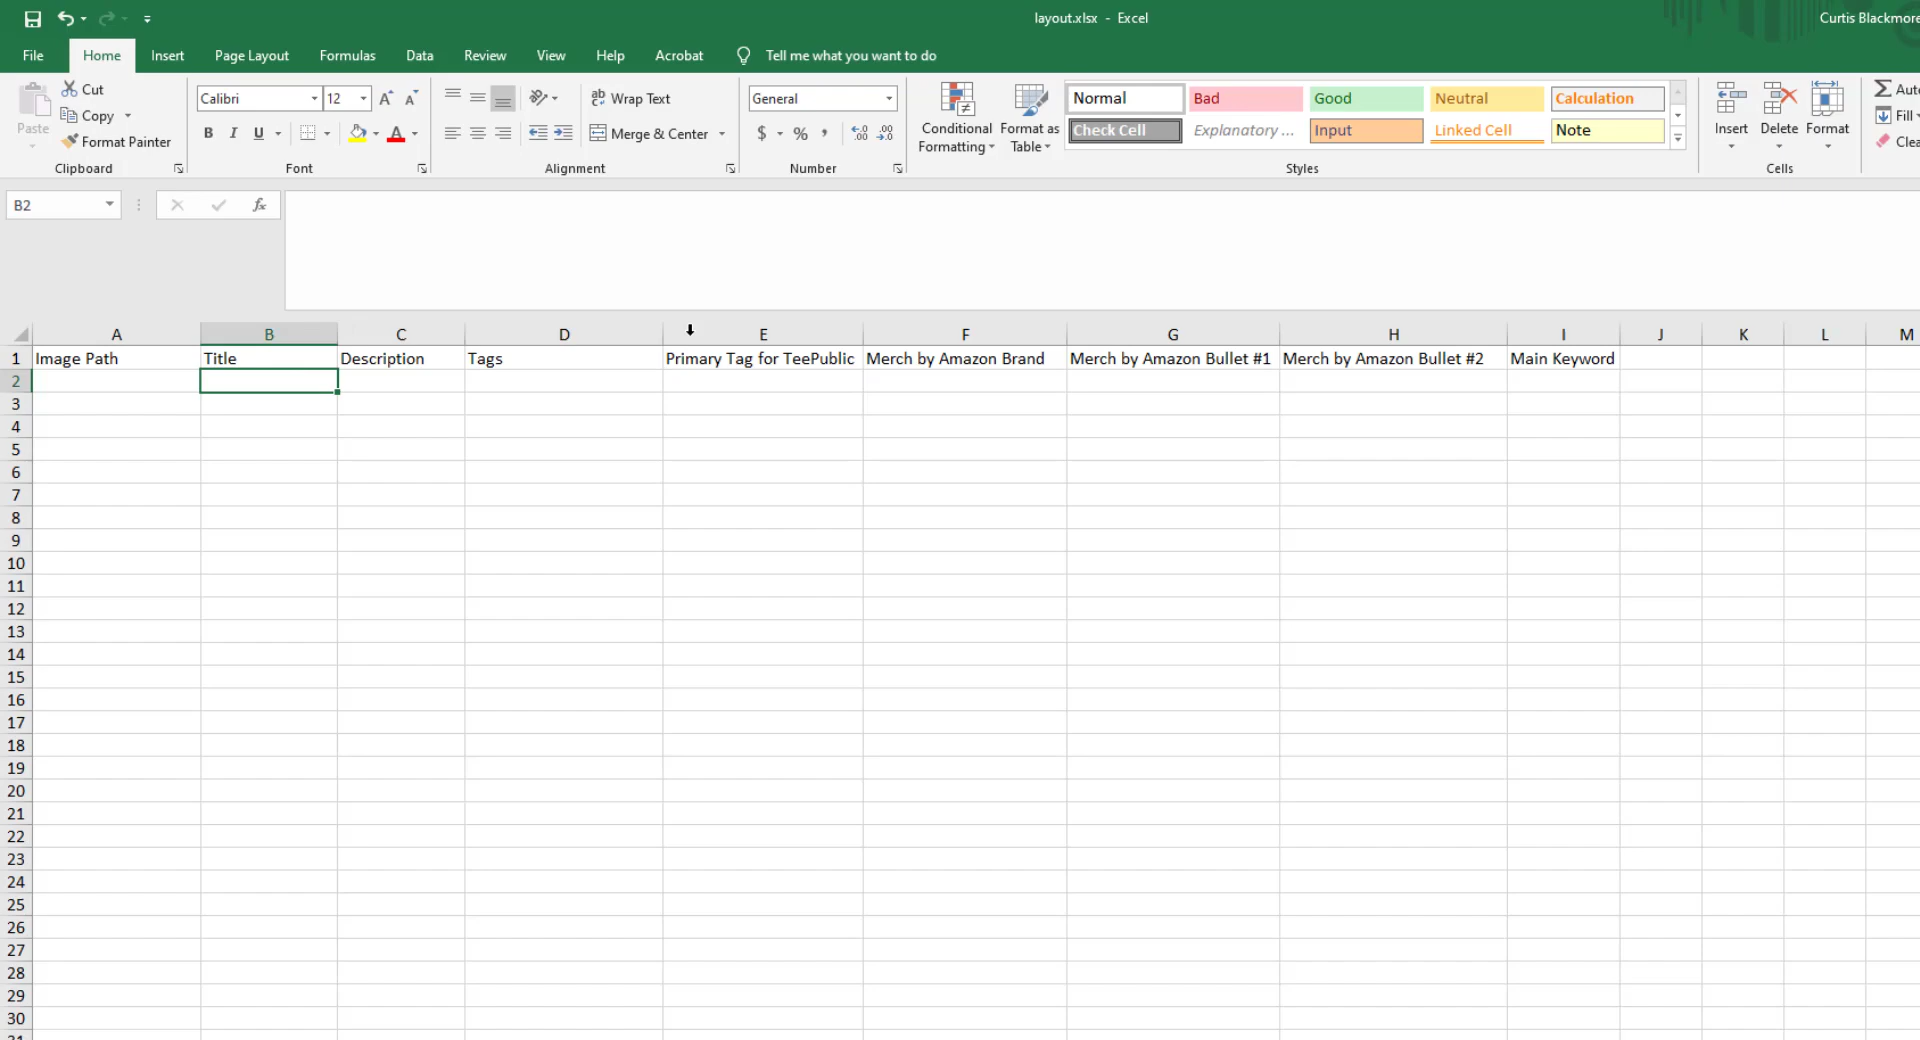 layout.xlsx - Excel
Curtis Blackmore
File Home Insert Page Layout Formulas Data Review View Help Acrobat Tell me what you want to do
Paste
Cut
Copy
Format Painter
Clipboard
Calibri 12
B I U
A
Font
Wrap Text
Merge & Center
Alignment
General
$ % ,
Number
Conditional Formatting
Format as Table
Normal Bad Good Neutral Calculation
Check Cell Explanatory ... Input Linked Cell Note
Styles
Insert Delete Format
Cells
Auto
Fill
Clea
B2
fx
A B C D E F G H I J K L M
1 Image Path Title Description Tags Primary Tag for TeePublic Merch by Amazon Brand Merch by Amazon Bullet #1 Merch by Amazon Bullet #2 Main Keyword
2
3
4
5
6
7
8
9
10
11
12
13
14
15
16
17
18
19
20
21
22
23
24
25
26
27
28
29
30